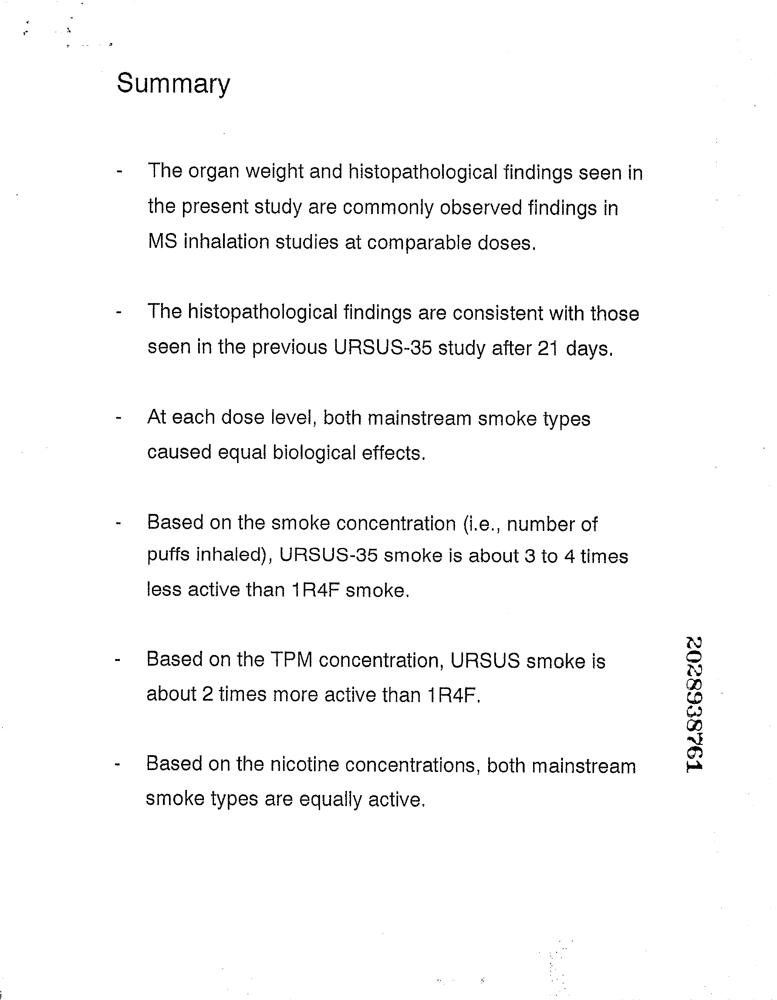 Summary
- The organ weight and histopathological findings seen in
the present study are commonly observed findings in
MS inhalation studies at comparable doses.
- The histopathological findings are consistent with those
seen in the previous URSUS-35 study after 21 days.
- At each dose level, both mainstream smoke types
caused equal biological effects.
- Based on the smoke concentration (i.e., number of
puffs inhaled), URSUS-35 smoke is about 3 to 4 times
less active than 1R4F smoke.
- Based on the TPM concentration, URSUS smoke is
about 2 times more active than 1R4F.
- Based on the nicotine concentrations, both mainstream
smoke types are equally active.
2028938761